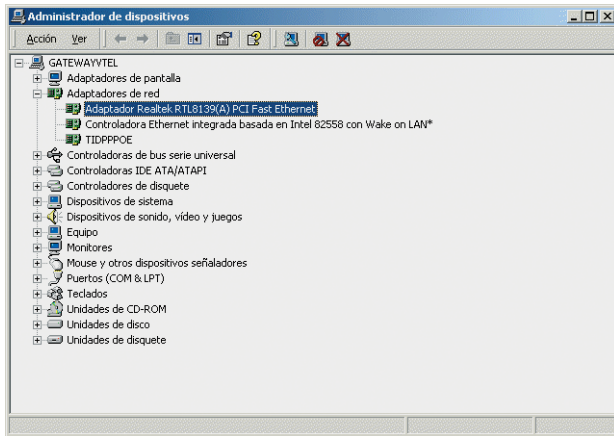 Administrador de dispositivos
Acción Ver
GATEWAYVTEL
Adaptadores de pantalla
Adaptadores de red
Adaptador Realtek RTL8139(A) PCI Fast Ethernet
Controladora Ethernet integrada basada en Intel 82558 con Wake on LAN*
TIDPPPOE
Controladoras de bus serie universal
Controladoras IDE ATA/ATAPI
Controladores de disquete
Dispositivos de sistema
Dispositivos de sonido, vídeo y juegos
Equipo
Monitores
Mouse y otros dispositivos señaladores
Puertos (COM & LPT)
Teclados
Unidades de CD-ROM
Unidades de disco
Unidades de disquete